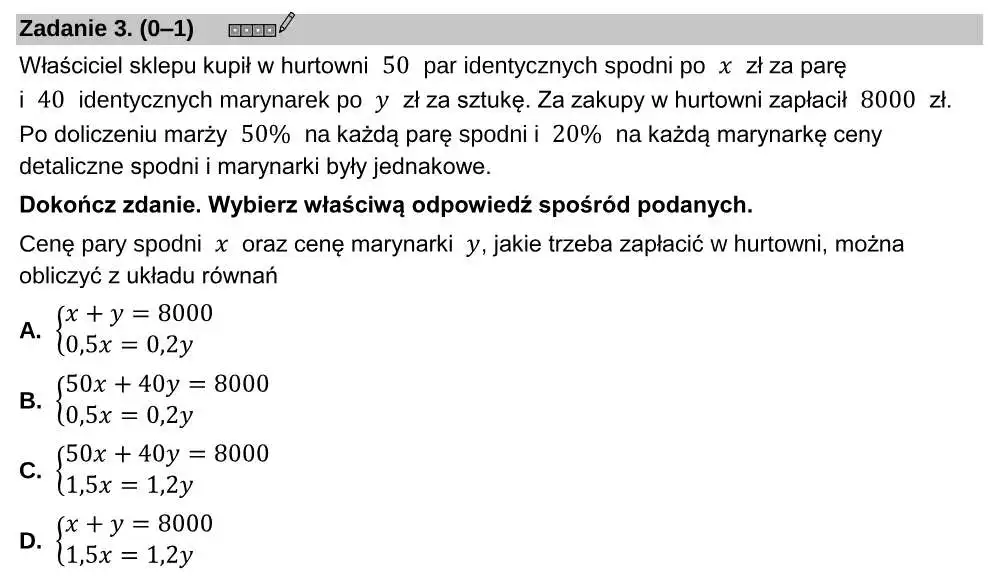 Zadanie 3. (0–1)
Właściciel sklepu kupił w hurtowni 50 par identycznych spodni po x zł za parę
i 40 identycznych marynarek po y zł za sztukę. Za zakupy w hurtowni zapłacił 8000 zł.
Po doliczeniu marży 50% na każdą parę spodni i 20% na każdą marynarkę ceny
detaliczne spodni i marynarki były jednakowe.
Dokończ zdanie. Wybierz właściwą odpowiedź spośród podanych.
Cenę pary spodni x oraz cenę marynarki y, jakie trzeba zapłacić w hurtowni, można
obliczyć z układu równań
A. {x + y = 8000
0,5x = 0,2y
B. {50x + 40y = 8000
0,5x = 0,2y
C. {50x + 40y = 8000
1,5x = 1,2y
D. {x + y = 8000
1,5x = 1,2y